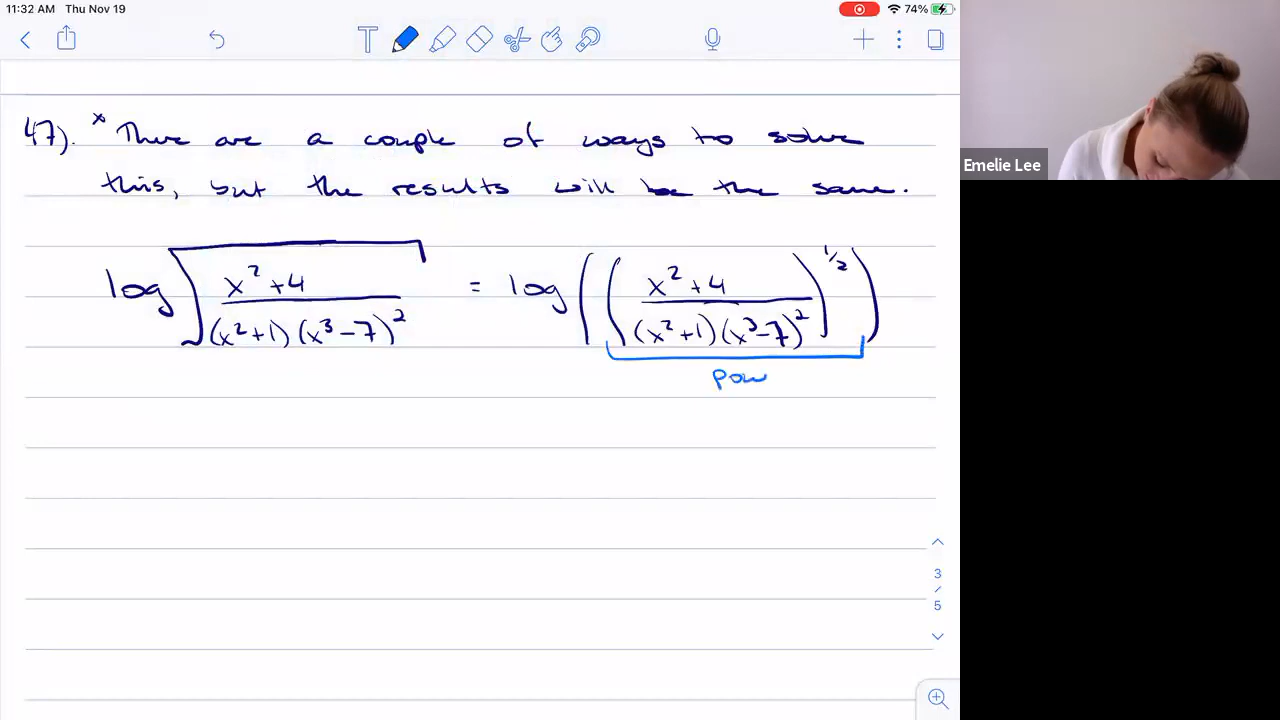 11:32 AM Thu Nov 19
74%
47). * There are a couple of ways to solve
this, but the results will be the same.
log √((x²+4)/((x²+1)(x³-7)²)) = log(((x²+4)/((x²+1)(x³-7)²))^(1/2))
pow
Emelie Lee
3
/
5